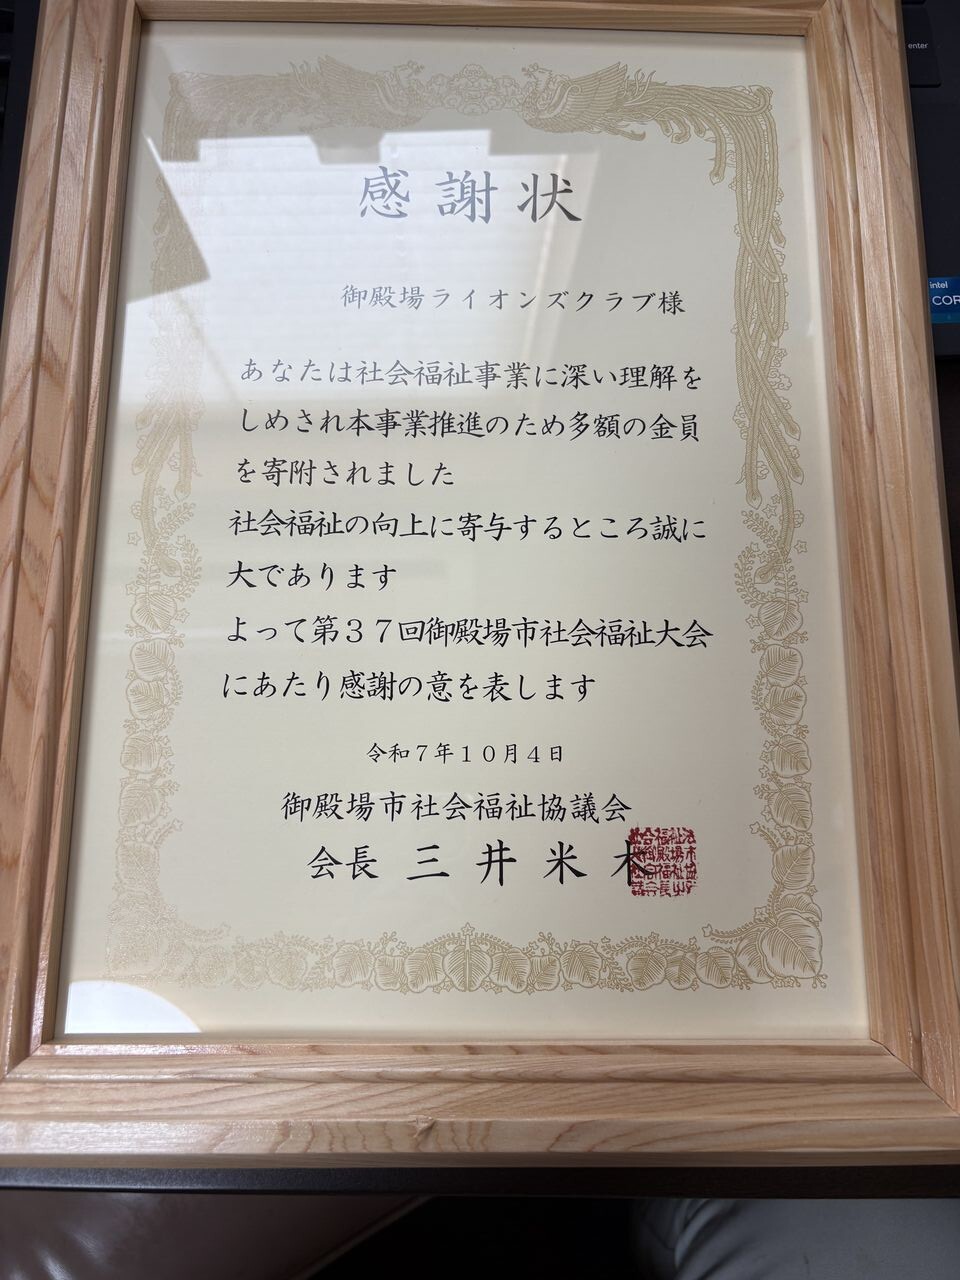 感謝状
御殿場ライオンズクラブ様
あなたは社会福祉事業に深い理解を
しめされ本事業推進のため多額の金員
を寄附されました
社会福祉の向上に寄与するところ誠に
大であります
よって第37回御殿場市社会福祉大会
にあたり感謝の意を表します
令和7年10月4日
御殿場市社会福祉協議会
会長 三井米木
enter
intel
COR